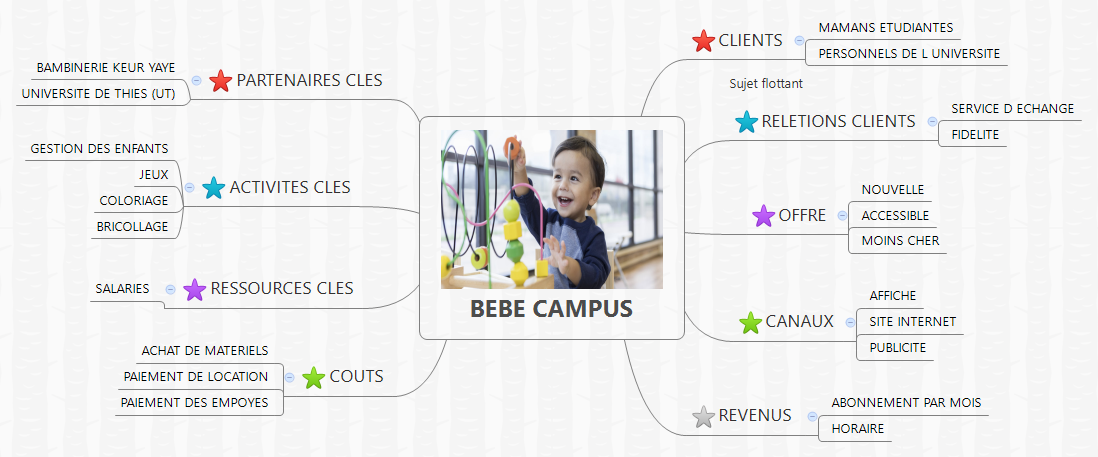 BAMBINERIE KEUR YAYE
UNIVERSITE DE THIES (UT)
PARTENAIRES CLES
GESTION DES ENFANTS
JEUX
COLORIAGE
BRICOLLAGE
ACTIVITES CLES
SALARIES
RESSOURCES CLES
ACHAT DE MATERIELS
PAIEMENT DE LOCATION
PAIEMENT DES EMPOYES
COUTS
BEBE CAMPUS
CLIENTS
MAMANS ETUDIANTES
PERSONNELS DE L UNIVERSITE
Sujet flottant
RELETIONS CLIENTS
SERVICE D ECHANGE
FIDELITE
OFFRE
NOUVELLE
ACCESSIBLE
MOINS CHER
CANAUX
AFFICHE
SITE INTERNET
PUBLICITE
REVENUS
ABONNEMENT PAR MOIS
HORAIRE